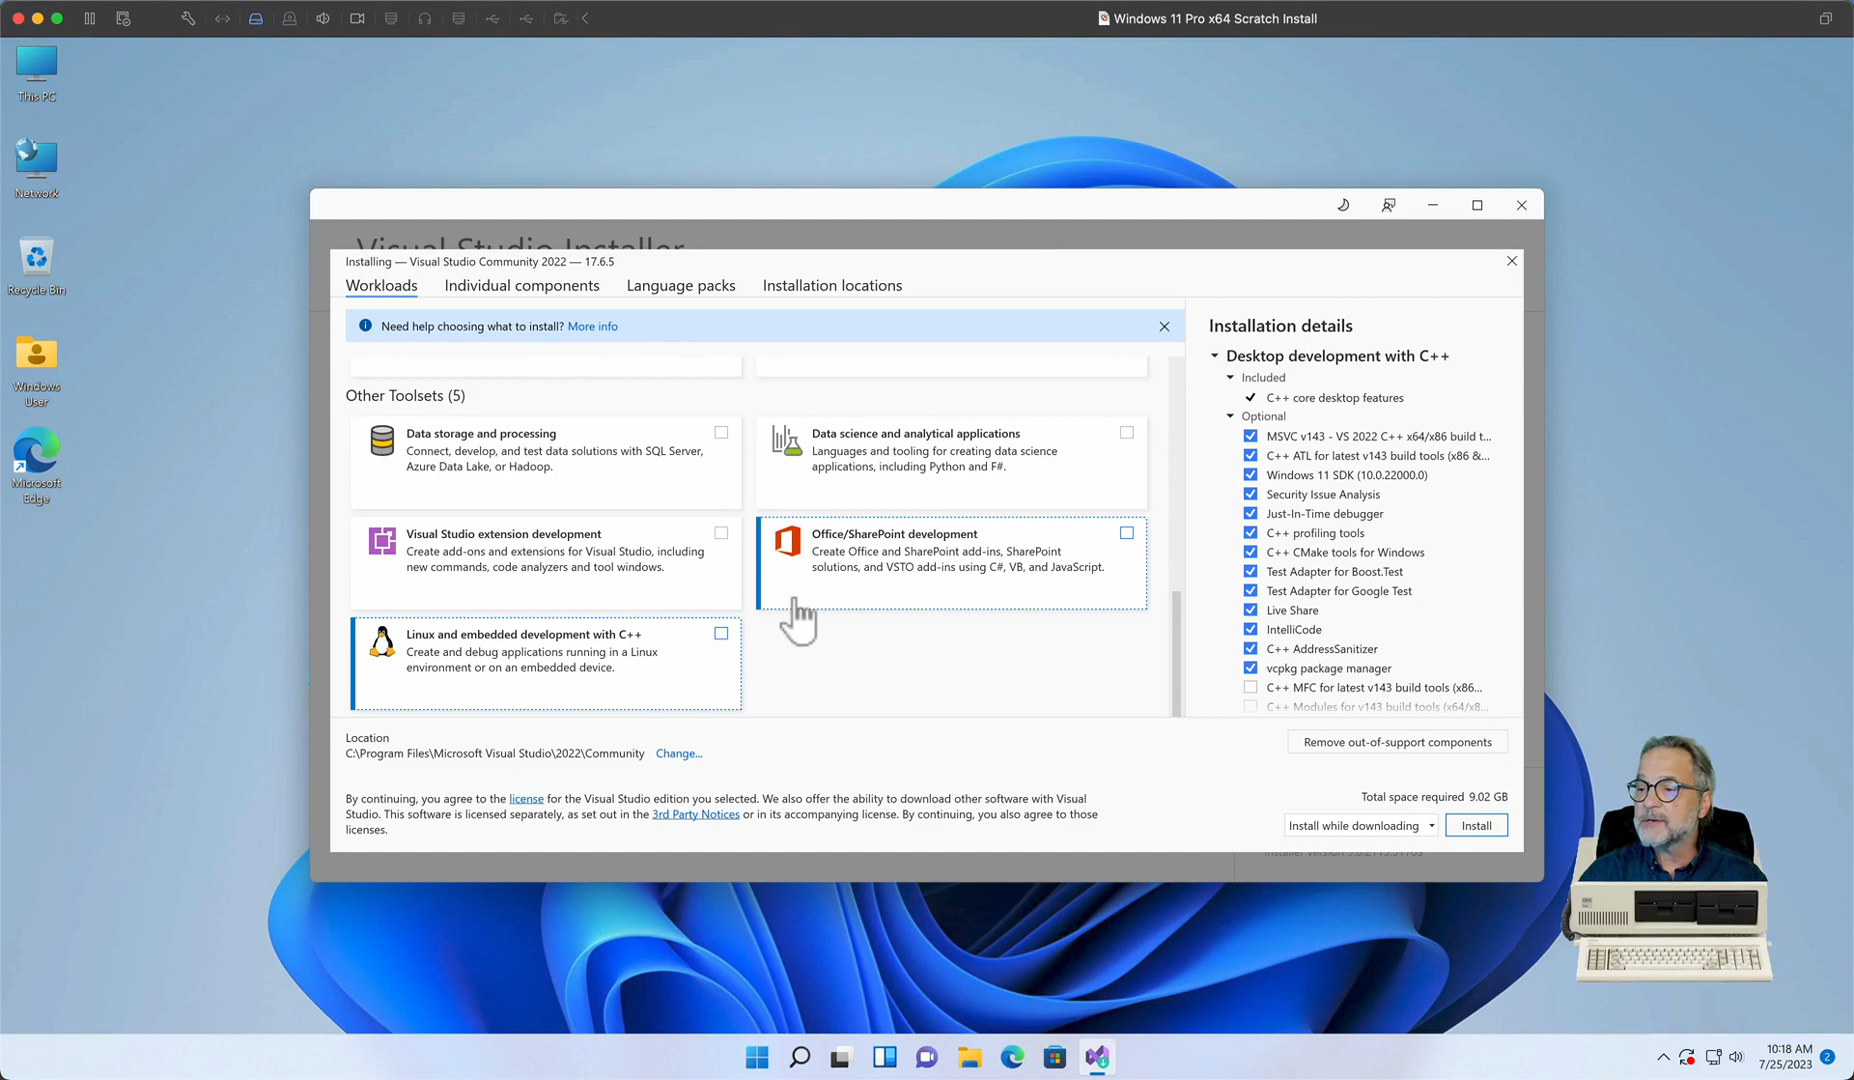 Windows 11 Pro x64 Scratch Install
This PC
Network
Recycle Bin
Windows
User
Microsoft
Edge
Visual Studio Installer
Installing — Visual Studio Community 2022 — 17.6.5
Workloads
Individual components
Language packs
Installation locations
Need help choosing what to install? More info
Other Toolsets (5)
Data storage and processing
Connect, develop, and test data solutions with SQL Server,
Azure Data Lake, or Hadoop.
Data science and analytical applications
Languages and tooling for creating data science
applications, including Python and F#.
Visual Studio extension development
Create add-ons and extensions for Visual Studio, including
new commands, code analyzers and tool windows.
Office/SharePoint development
Create Office and SharePoint add-ins, SharePoint
solutions, and VSTO add-ins using C#, VB, and JavaScript.
Linux and embedded development with C++
Create and debug applications running in a Linux
environment or on an embedded device.
Installation details
Desktop development with C++
Included
C++ core desktop features
Optional
MSVC v143 - VS 2022 C++ x64/x86 build t...
C++ ATL for latest v143 build tools (x86 &...
Windows 11 SDK (10.0.22000.0)
Security Issue Analysis
Just-In-Time debugger
C++ profiling tools
C++ CMake tools for Windows
Test Adapter for Boost.Test
Test Adapter for Google Test
Live Share
IntelliCode
C++ AddressSanitizer
vcpkg package manager
C++ MFC for latest v143 build tools (x86...
C++ Modules for v143 build tools (x64/x8...
Location
C:\Program Files\Microsoft Visual Studio\2022\Community Change...
By continuing, you agree to the license for the Visual Studio edition you selected. We also offer the ability to download other software with Visual
Studio. This software is licensed separately, as set out in the 3rd Party Notices or in its accompanying license. By continuing, you also agree to those
licenses.
Remove out-of-support components
Total space required 9.02 GB
Install while downloading
Install
IBM
10:18 AM
7/25/2023
2